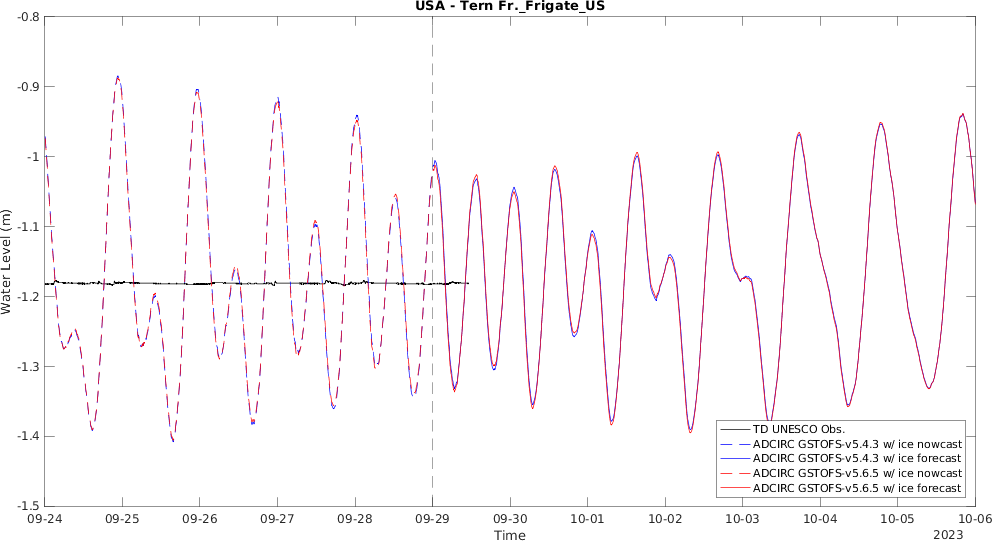 USA - Tern Fr._Frigate_US
-0.8
-0.9
-1
-1.1
-1.2
-1.3
-1.4
-1.5
Water Level (m)
TD UNESCO Obs.
ADCIRC GSTOFS-v5.4.3 w/ ice nowcast
ADCIRC GSTOFS-v5.4.3 w/ ice forecast
ADCIRC GSTOFS-v5.6.5 w/ ice nowcast
ADCIRC GSTOFS-v5.6.5 w/ ice forecast
09-24 09-25 09-26 09-27 09-28 09-29 09-30 10-01 10-02 10-03 10-04 10-05 10-06
Time
2023